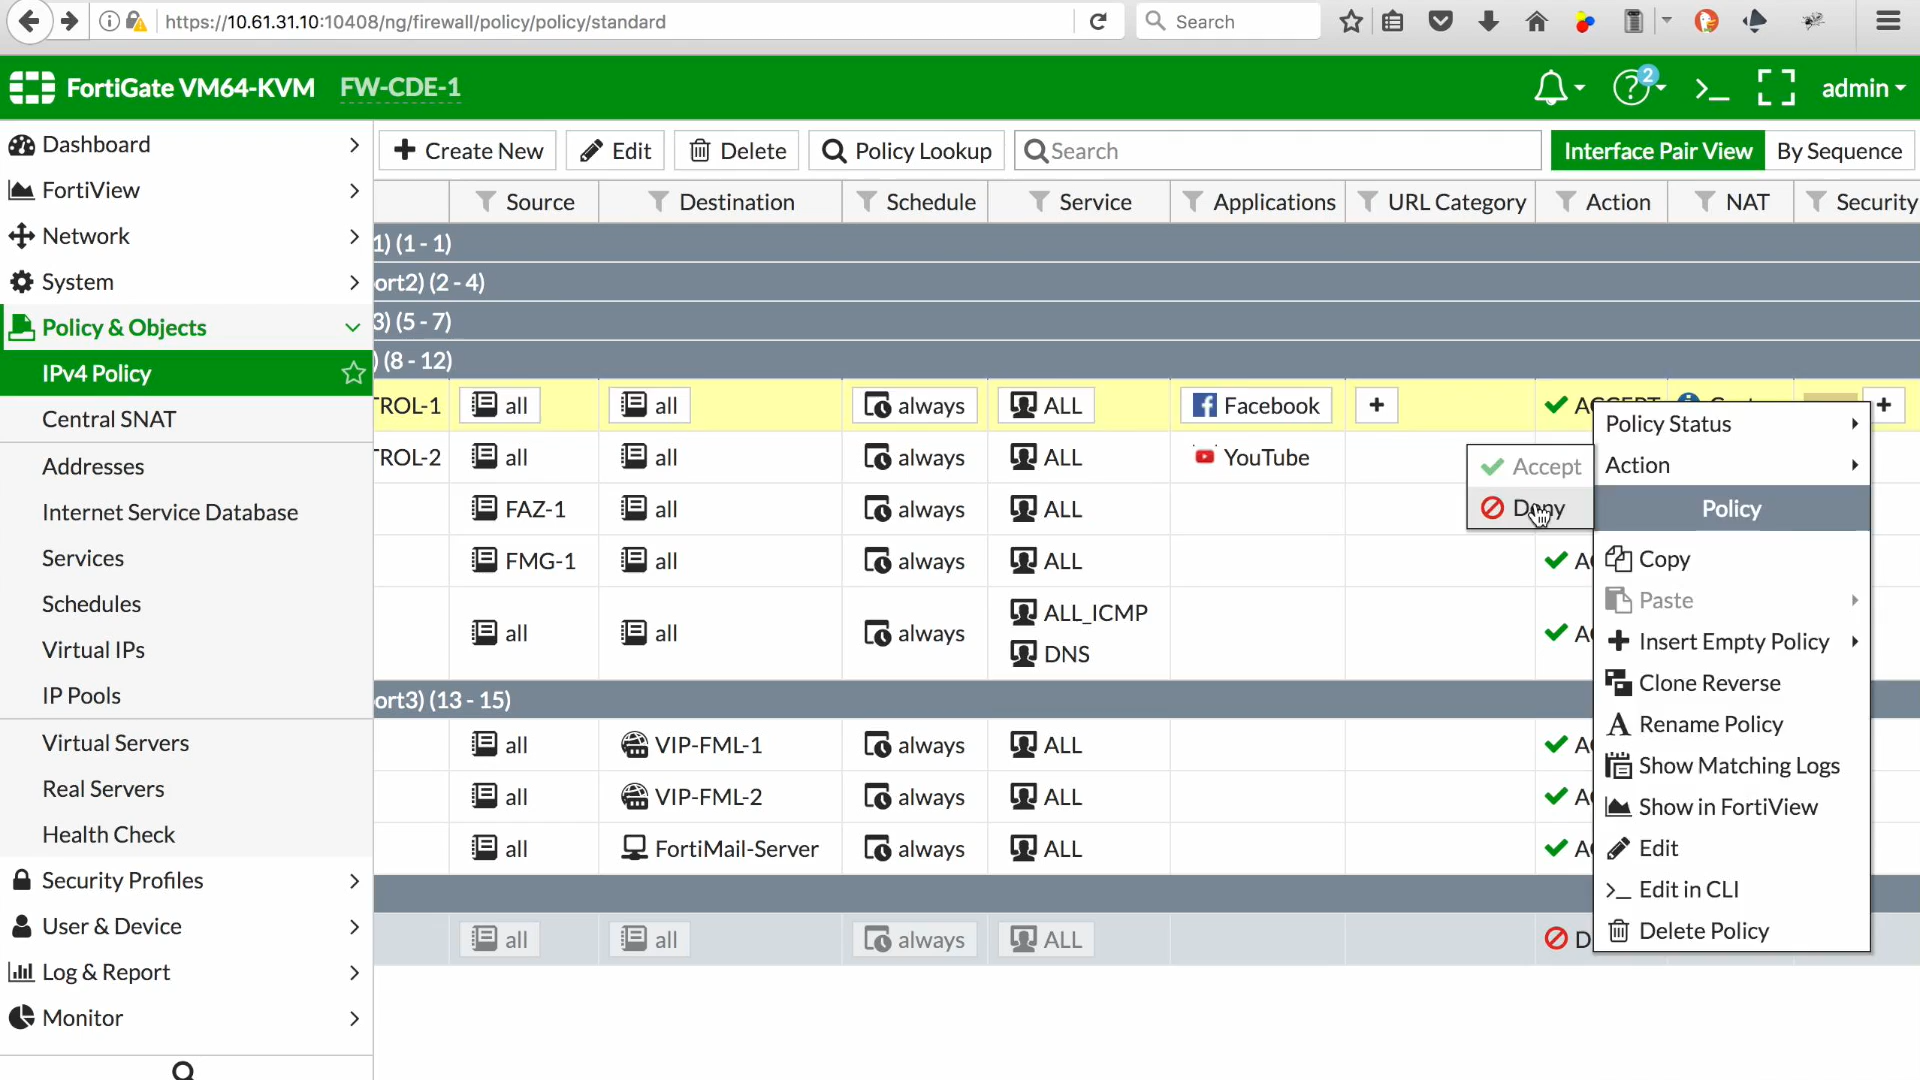 https://10.61.31.10:10408/ng/firewall/policy/policy/standard
Search
FortiGate VM64-KVM FW-CDE-1
2
admin
Dashboard
FortiView
Network
System
Policy & Objects
IPv4 Policy
Central SNAT
Addresses
Internet Service Database
Services
Schedules
Virtual IPs
IP Pools
Virtual Servers
Real Servers
Health Check
Security Profiles
User & Device
Log & Report
Monitor
Create New Edit Delete Policy Lookup Search Interface Pair View By Sequence
Source Destination Schedule Service Applications URL Category Action NAT Security
1) (1 - 1)
ort2) (2 - 4)
3) (5 - 7)
) (8 - 12)
TROL-1 all all always ALL Facebook
TROL-2 all all always ALL YouTube
FAZ-1 all always ALL
FMG-1 all always ALL
all all always ALL_ICMP
DNS
ort3) (13 - 15)
all VIP-FML-1 always ALL
all VIP-FML-2 always ALL
all FortiMail-Server always ALL
all all always ALL D
Accept
Deny
Policy Status
Action
Policy
Copy
Paste
Insert Empty Policy
Clone Reverse
Rename Policy
Show Matching Logs
Show in FortiView
Edit
Edit in CLI
Delete Policy